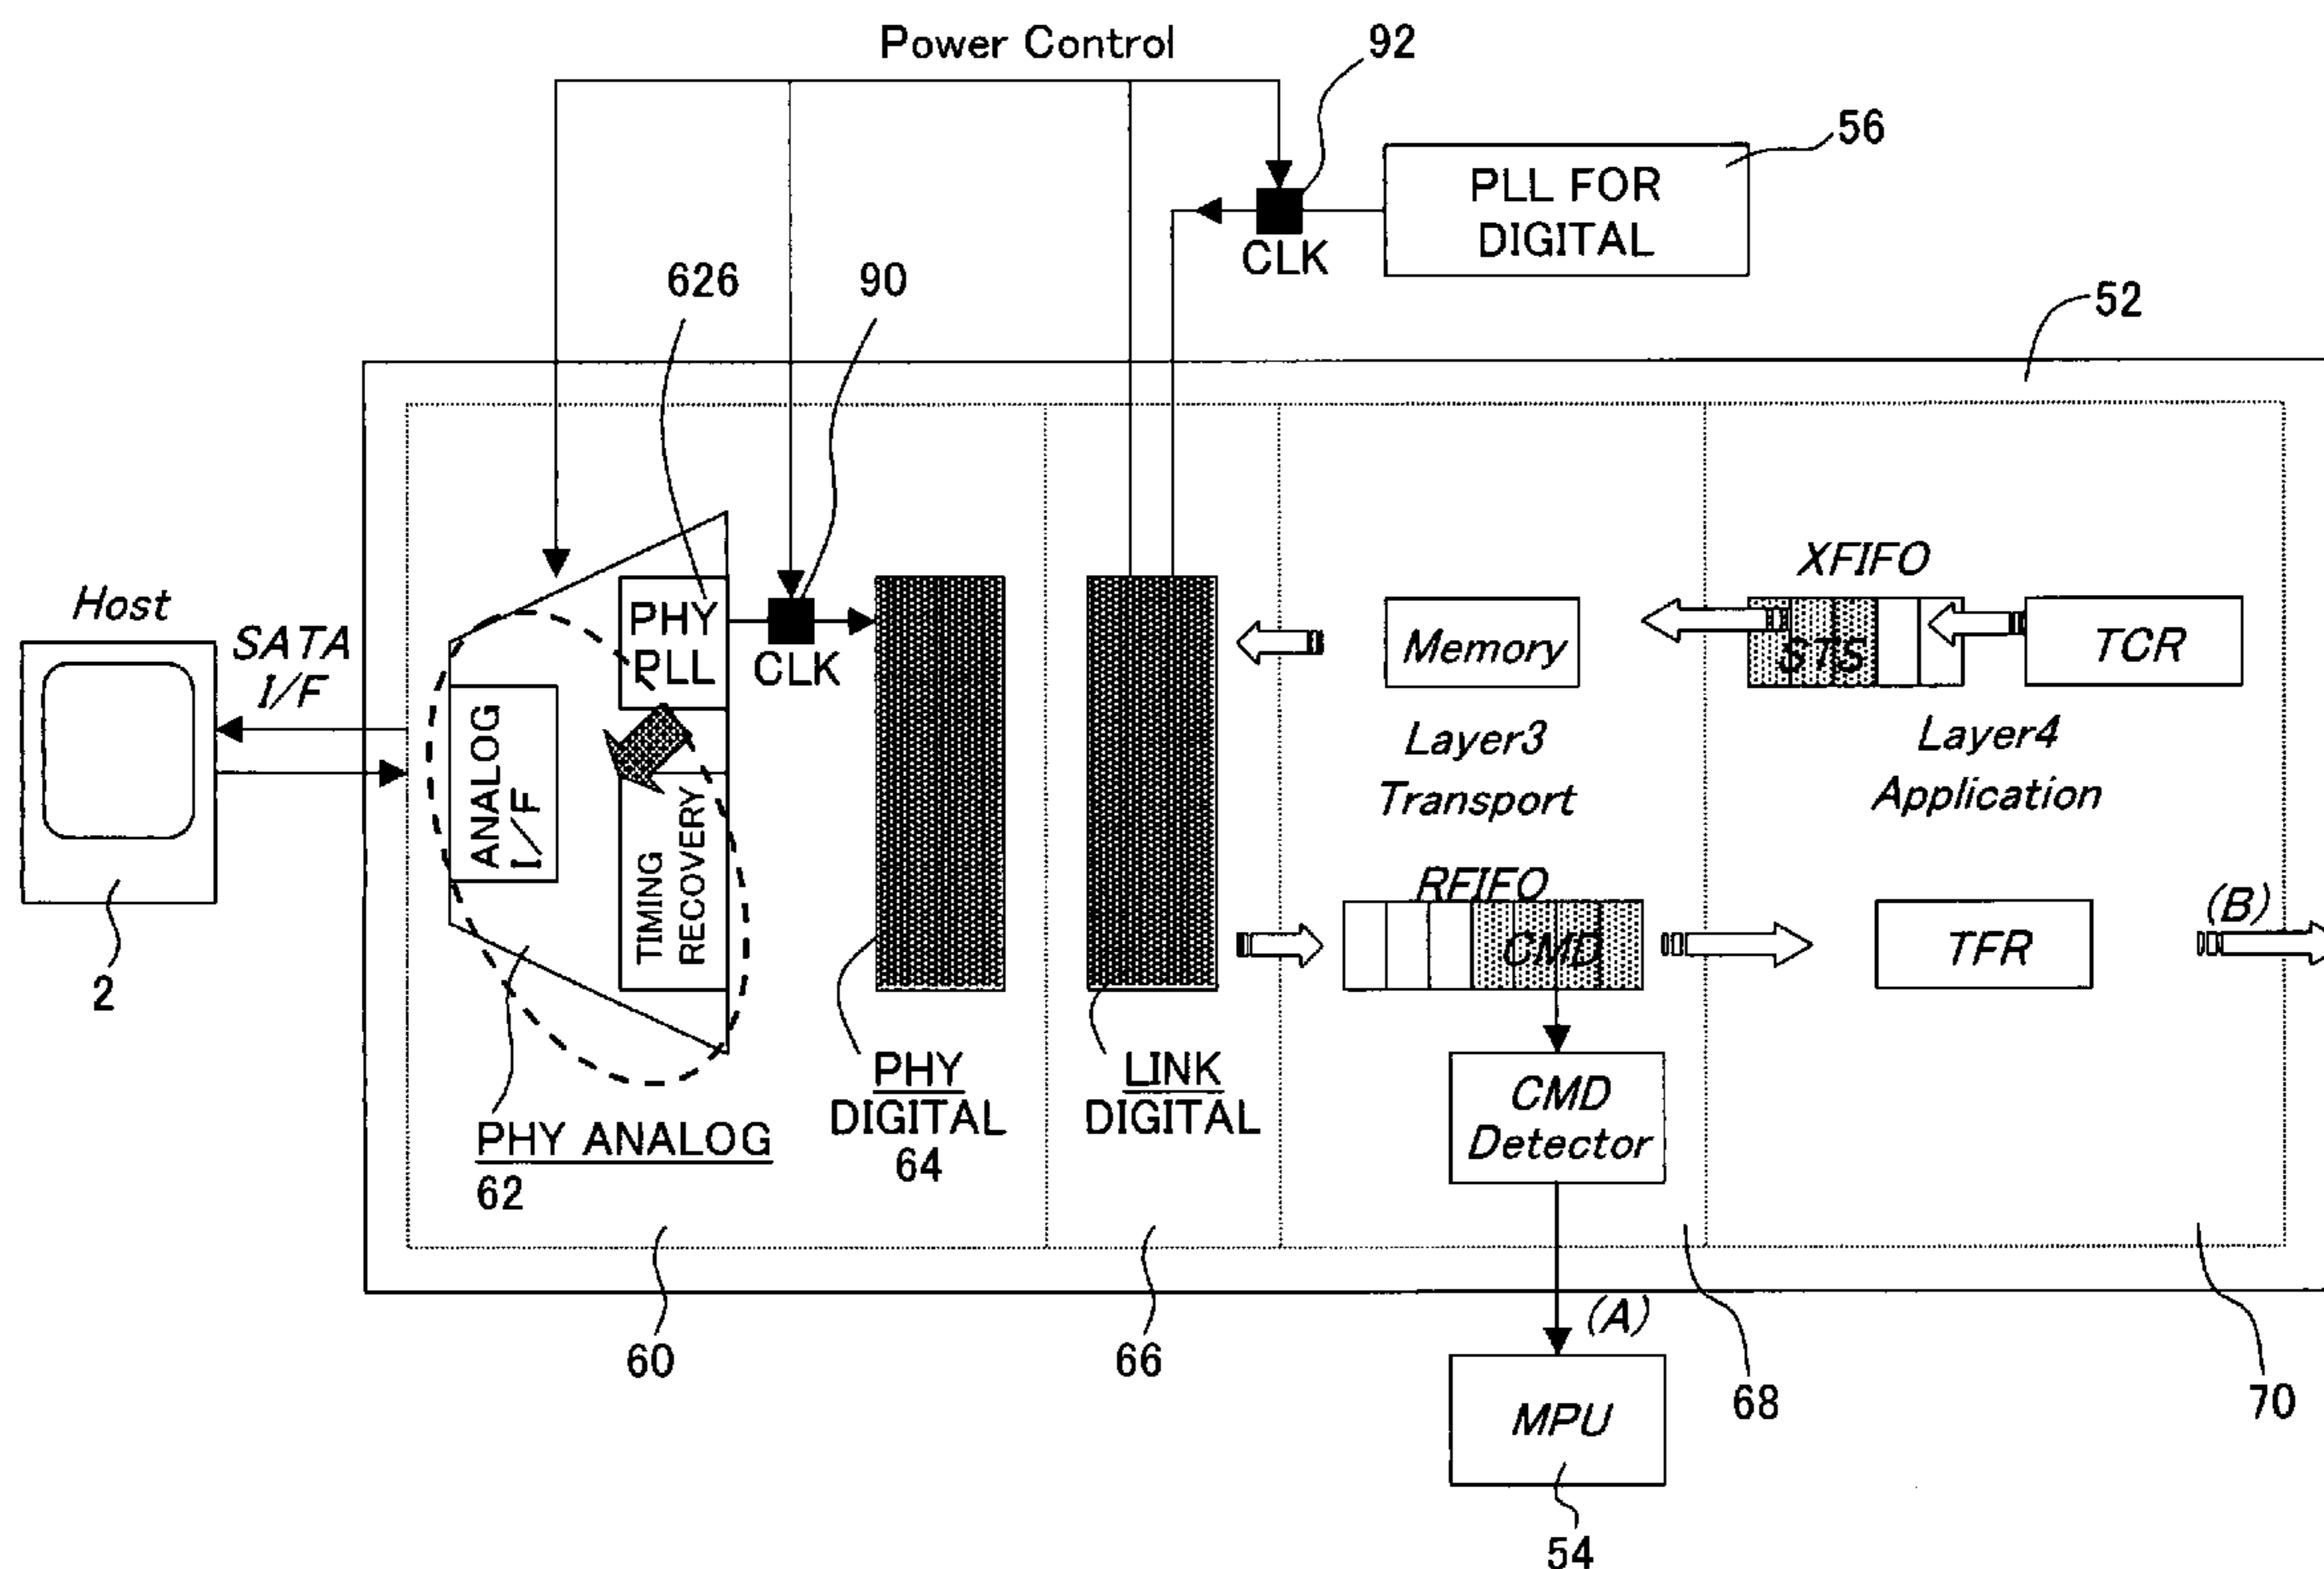 Power Control
92
56
PLL FOR
DIGITAL
CLK
52
626
90
Host
SATA
I/F
PHY
PLL
CLK
ANALOG
I/F
TIMING
RECOVERY
XFIFO
Memory
STS
TCR
Layer3
Transport
Layer4
Application
RFIFO
CMD
TFR
(B)
2
PHY
DIGITAL
64
LINK
DIGITAL
CMD
Detector
PHY ANALOG
62
(A)
60
66
68
70
MPU
54